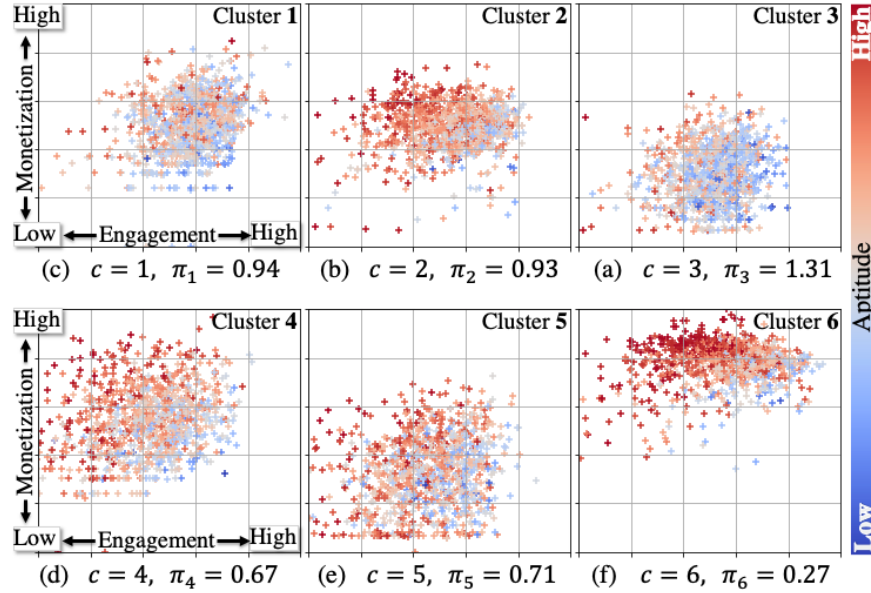 High
Cluster 1
Cluster 2
Cluster 3
High
Monetization
Low
Engagement
High
(c) c = 1, π₁ = 0.94
(b) c = 2, π₂ = 0.93
(a) c = 3, π₃ = 1.31
Aptitude
High
Cluster 4
Cluster 5
Cluster 6
Monetization
Low
Engagement
High
Low
(d) c = 4, π₄ = 0.67
(e) c = 5, π₅ = 0.71
(f) c = 6, π₆ = 0.27